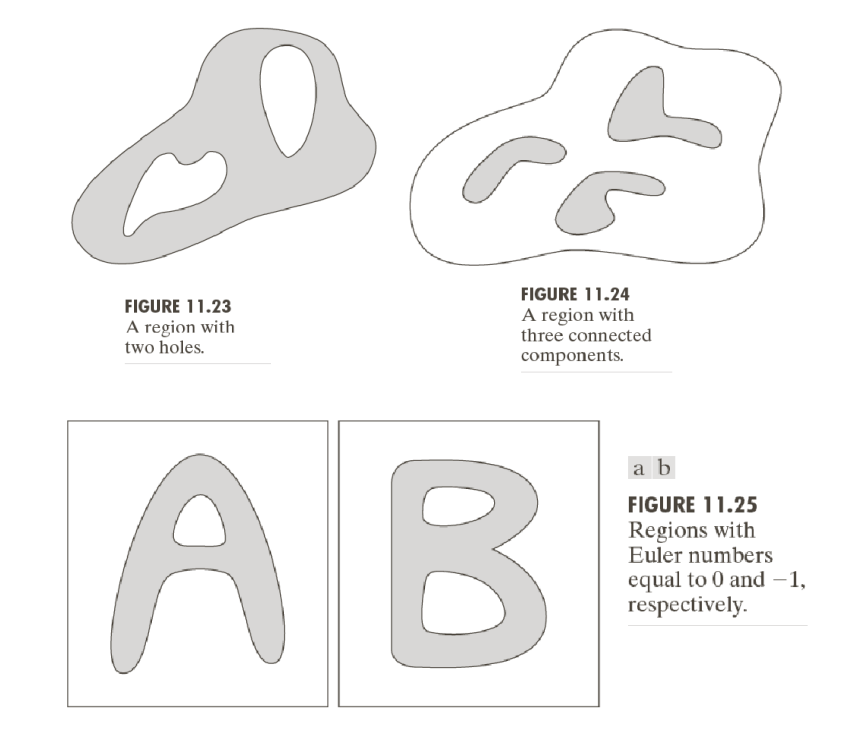 FIGURE 11.23
A region with
two holes.
FIGURE 11.24
A region with
three connected
components.
A
B
a b
FIGURE 11.25
Regions with
Euler numbers
equal to 0 and −1,
respectively.